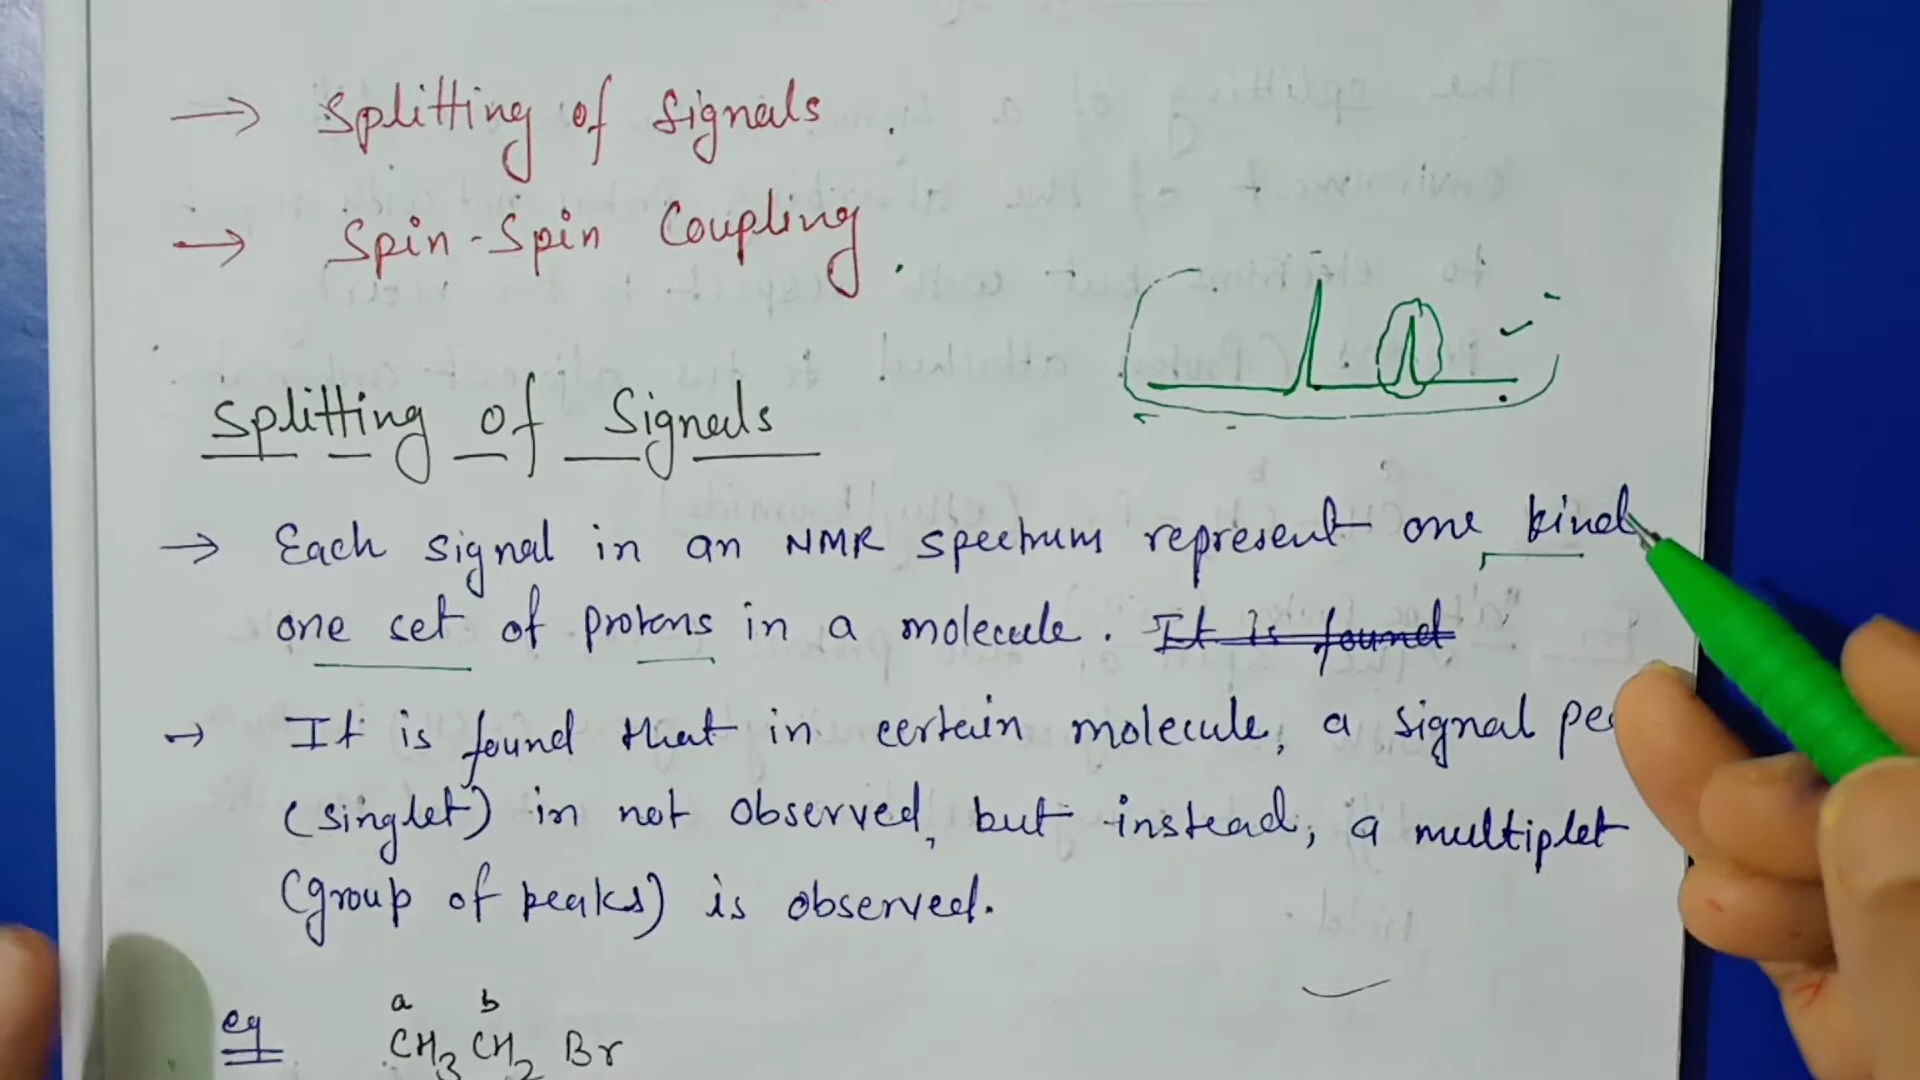 → Splitting of Signals .
→ Spin-Spin Coupling .
Splitting of Signals
→ Each signal in an NMR spectrum represent one kind
one set of protons in a molecule. It is found
→ It is found that in certain molecule, a signal
(singlet) in not observed, but instead, a multiplet
(group of peaks) is observed.
a b
eg CH3 CH2 Br